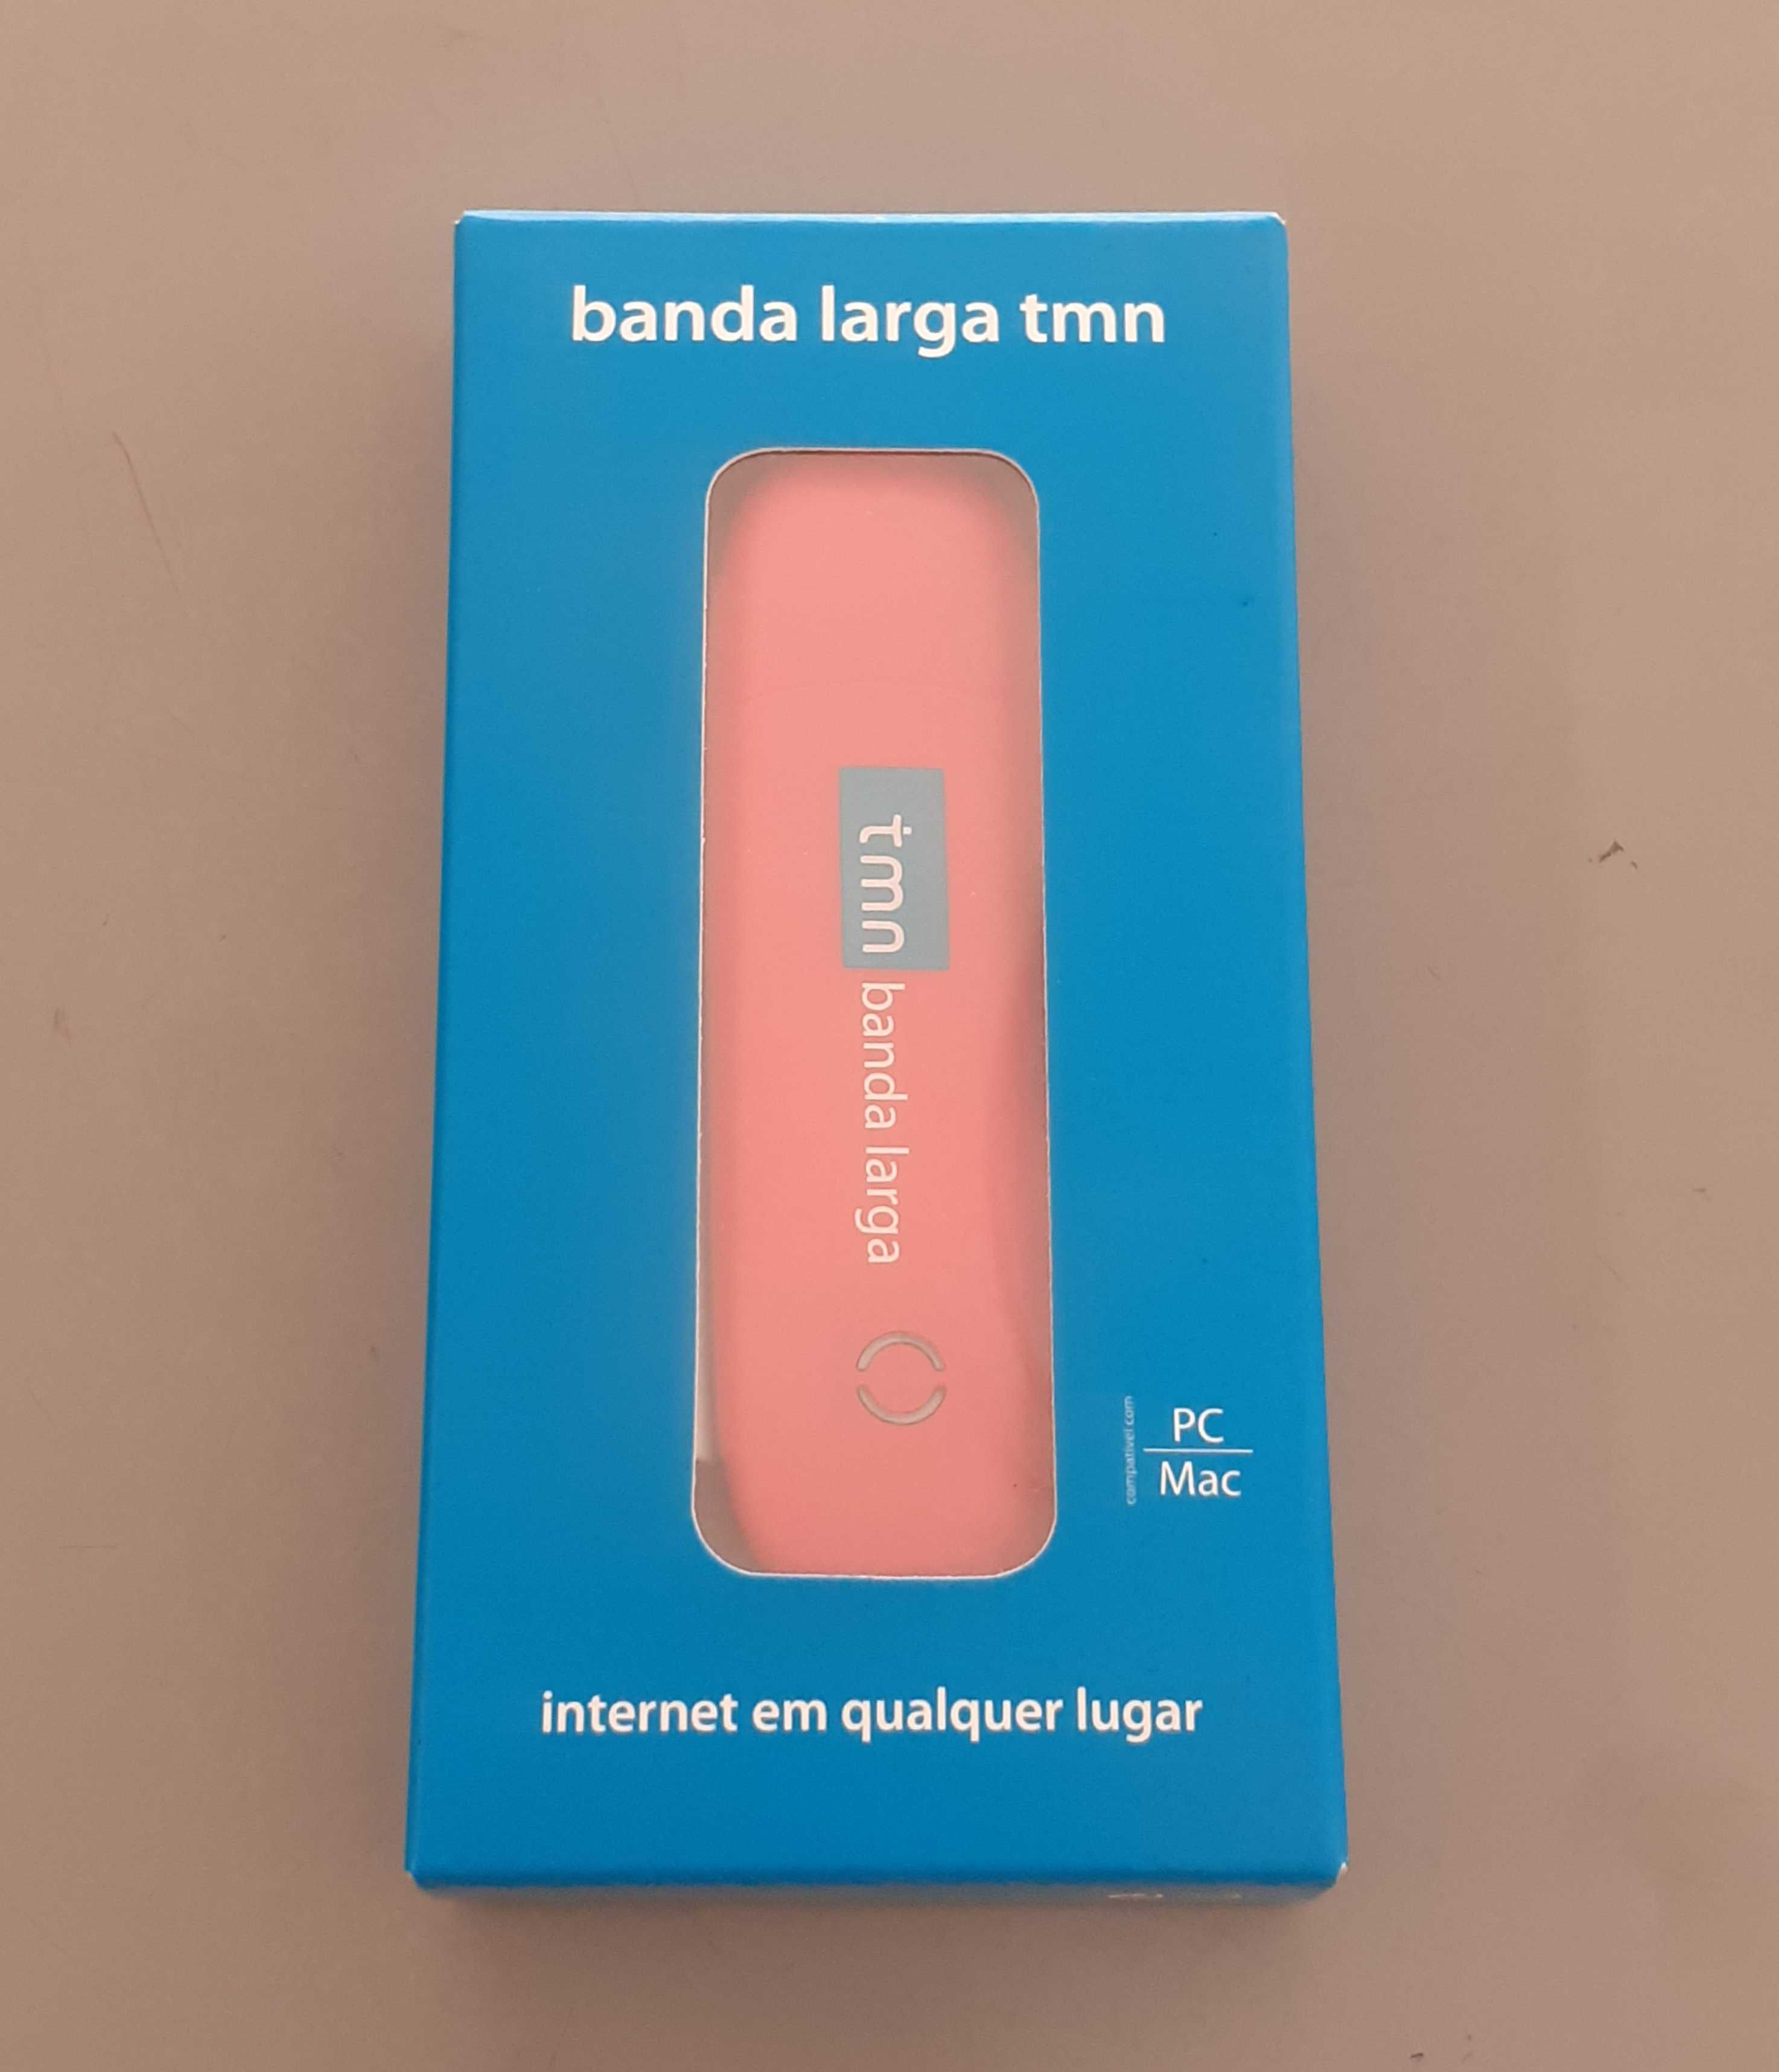 banda larga tmn
tmn banda larga
compatível com
PC
Mac
internet em qualquer lugar